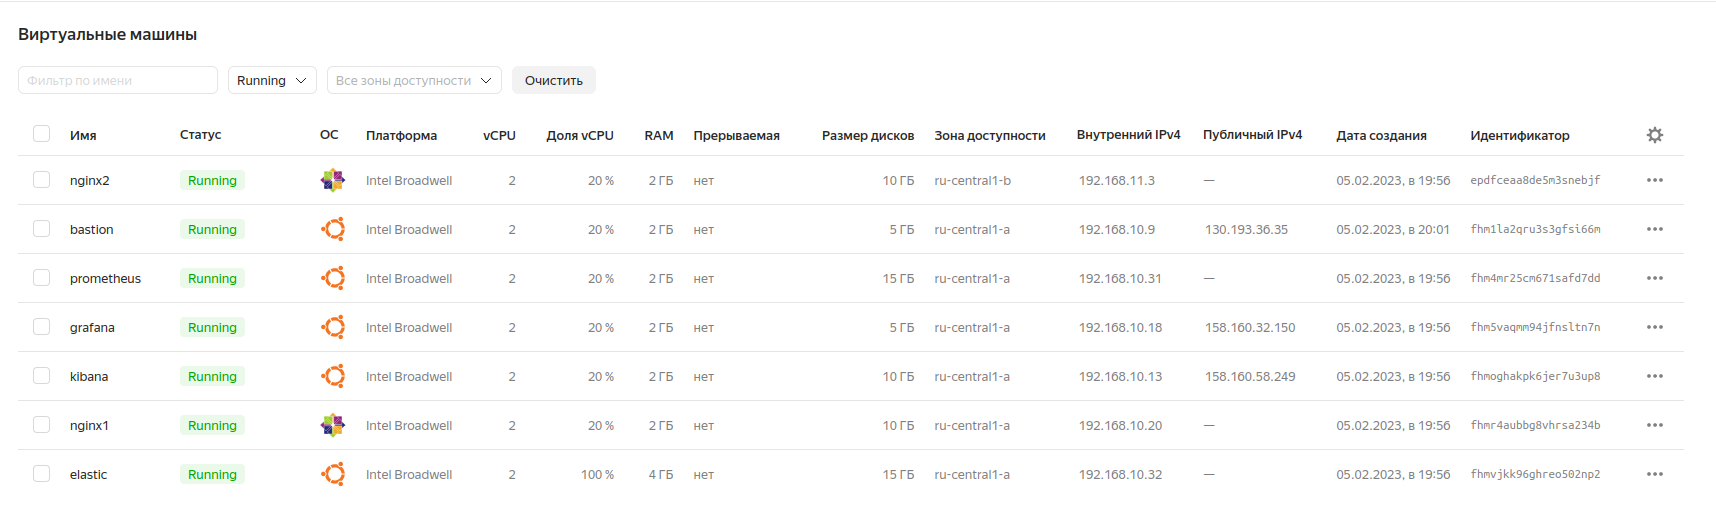 Виртуальные машины
Фильтр по имени Running Все зоны доступности Очистить
Имя Статус ОС Платформа vCPU Доля vCPU RAM Прерываемая Размер дисков Зона доступности Внутренний IPv4 Публичный IPv4 Дата создания Идентификатор
nginx2 Running Intel Broadwell 2 20 % 2 ГБ нет 10 ГБ ru-central1-b 192.168.11.3 — 05.02.2023, в 19:56 epdfceaa8de5m3snebjf
bastion Running Intel Broadwell 2 20 % 2 ГБ нет 5 ГБ ru-central1-a 192.168.10.9 130.193.36.35 05.02.2023, в 20:01 fhm1la2qru3s3gfsi66m
prometheus Running Intel Broadwell 2 20 % 2 ГБ нет 15 ГБ ru-central1-a 192.168.10.31 — 05.02.2023, в 19:56 fhm4mr25cm671safd7dd
grafana Running Intel Broadwell 2 20 % 2 ГБ нет 5 ГБ ru-central1-a 192.168.10.18 158.160.32.150 05.02.2023, в 19:56 fhm5vaqmm94jfnsltn7n
kibana Running Intel Broadwell 2 20 % 2 ГБ нет 10 ГБ ru-central1-a 192.168.10.13 158.160.58.249 05.02.2023, в 19:56 fhmoghakpk6jer7u3up8
nginx1 Running Intel Broadwell 2 20 % 2 ГБ нет 10 ГБ ru-central1-a 192.168.10.20 — 05.02.2023, в 19:56 fhmr4aubbg8vhrsa234b
elastic Running Intel Broadwell 2 100 % 4 ГБ нет 15 ГБ ru-central1-a 192.168.10.32 — 05.02.2023, в 19:56 fhmvjkk96ghreo502np2